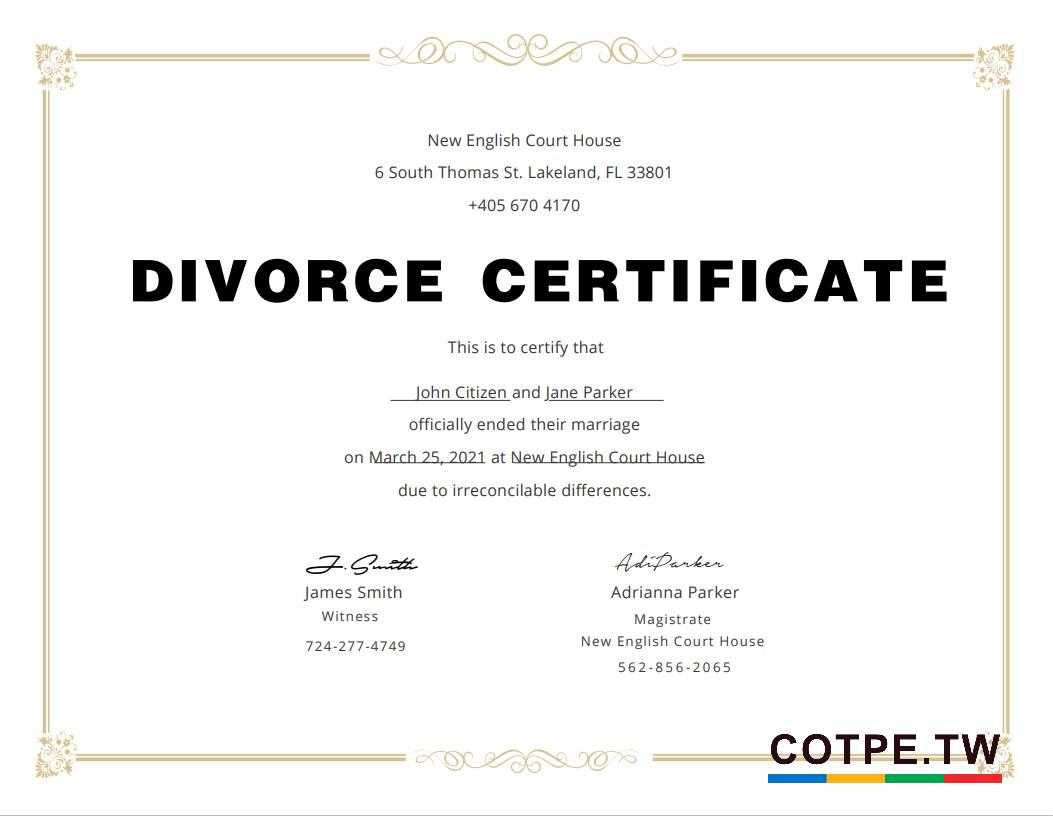 New English Court House
6 South Thomas St. Lakeland, FL 33801
+405 670 4170
DIVORCE CERTIFICATE
This is to certify that
John Citizen and Jane Parker
officially ended their marriage
on March 25, 2021 at New English Court House
due to irreconcilable differences.
J. Smith
James Smith
Witness
724-277-4749
AdiParker
Adrianna Parker
Magistrate
New English Court House
562-856-2065
COTPE.TW